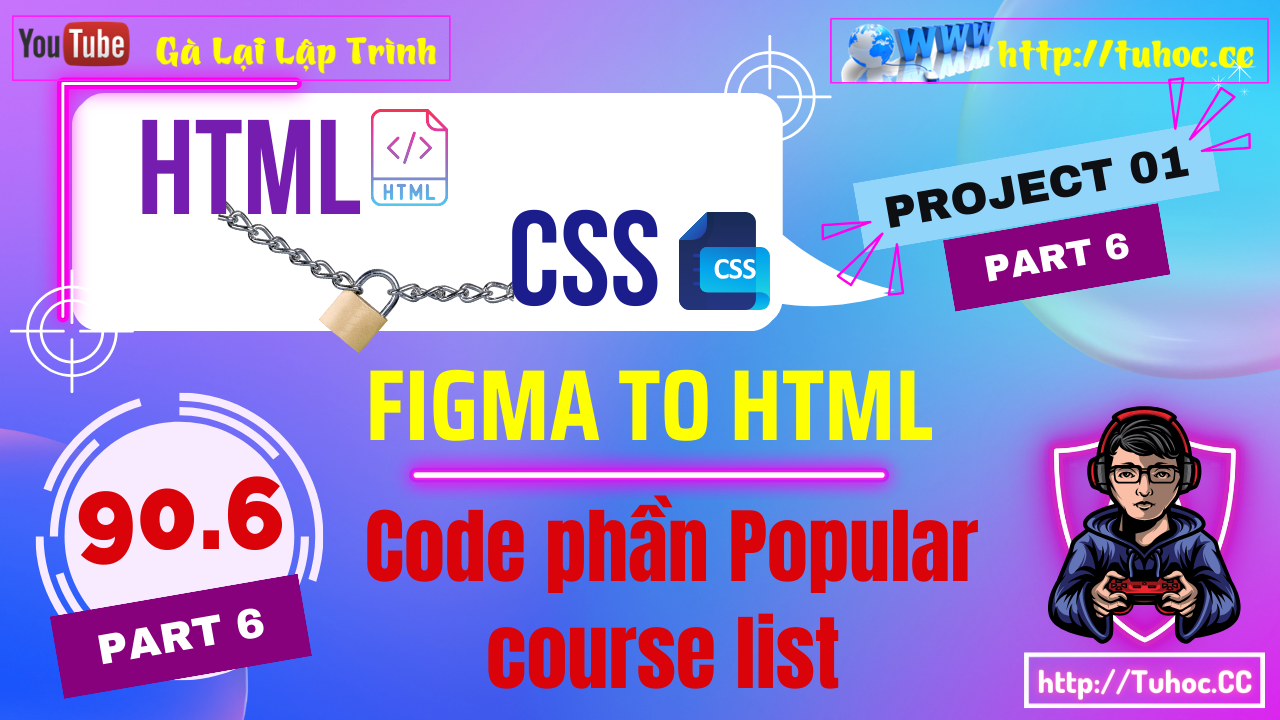 YouTube
Gà Lại Lập Trình
www
http://tuhoc.cc
HTML
HTML
CSS
CSS
PROJECT 01
PART 6
FIGMA TO HTML
90.6
PART 6
Code phần Popular
course list
http://Tuhoc.CC